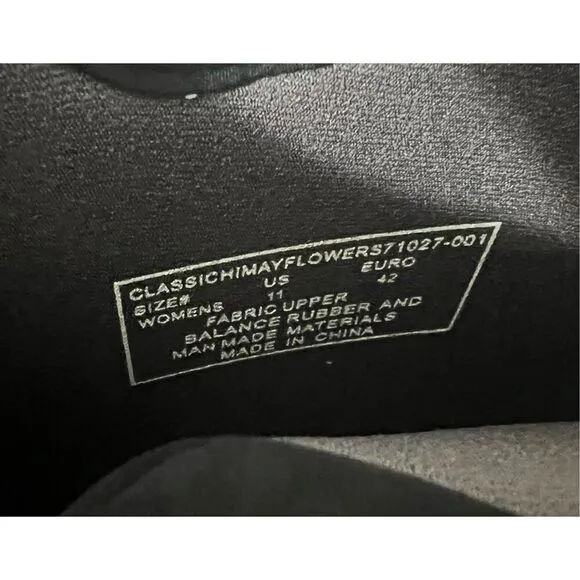 CLASSICHIMAYFLOWERS71027-001
SIZE# US EURO
WOMENS 11 42
FABRIC UPPER
BALANCE RUBBER AND
MAN MADE MATERIALS
MADE IN CHINA